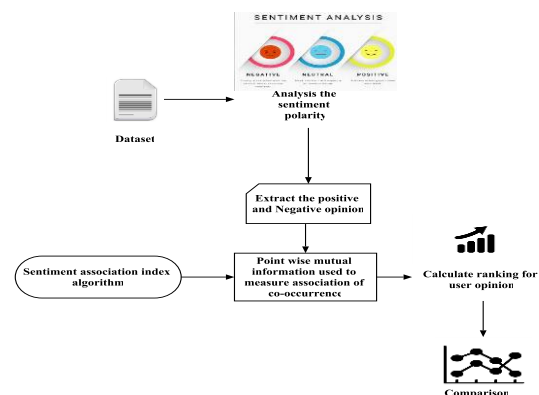 SENTIMENT ANALYSIS
NEGATIVE
NEUTRAL
POSITIVE
Analysis the
sentiment
polarity
Dataset
Extract the positive
and Negative opinion
Sentiment association index
algorithm
Point wise mutual
information used to
measure association of
co-occurrence
Calculate ranking for
user opinion
Comparison